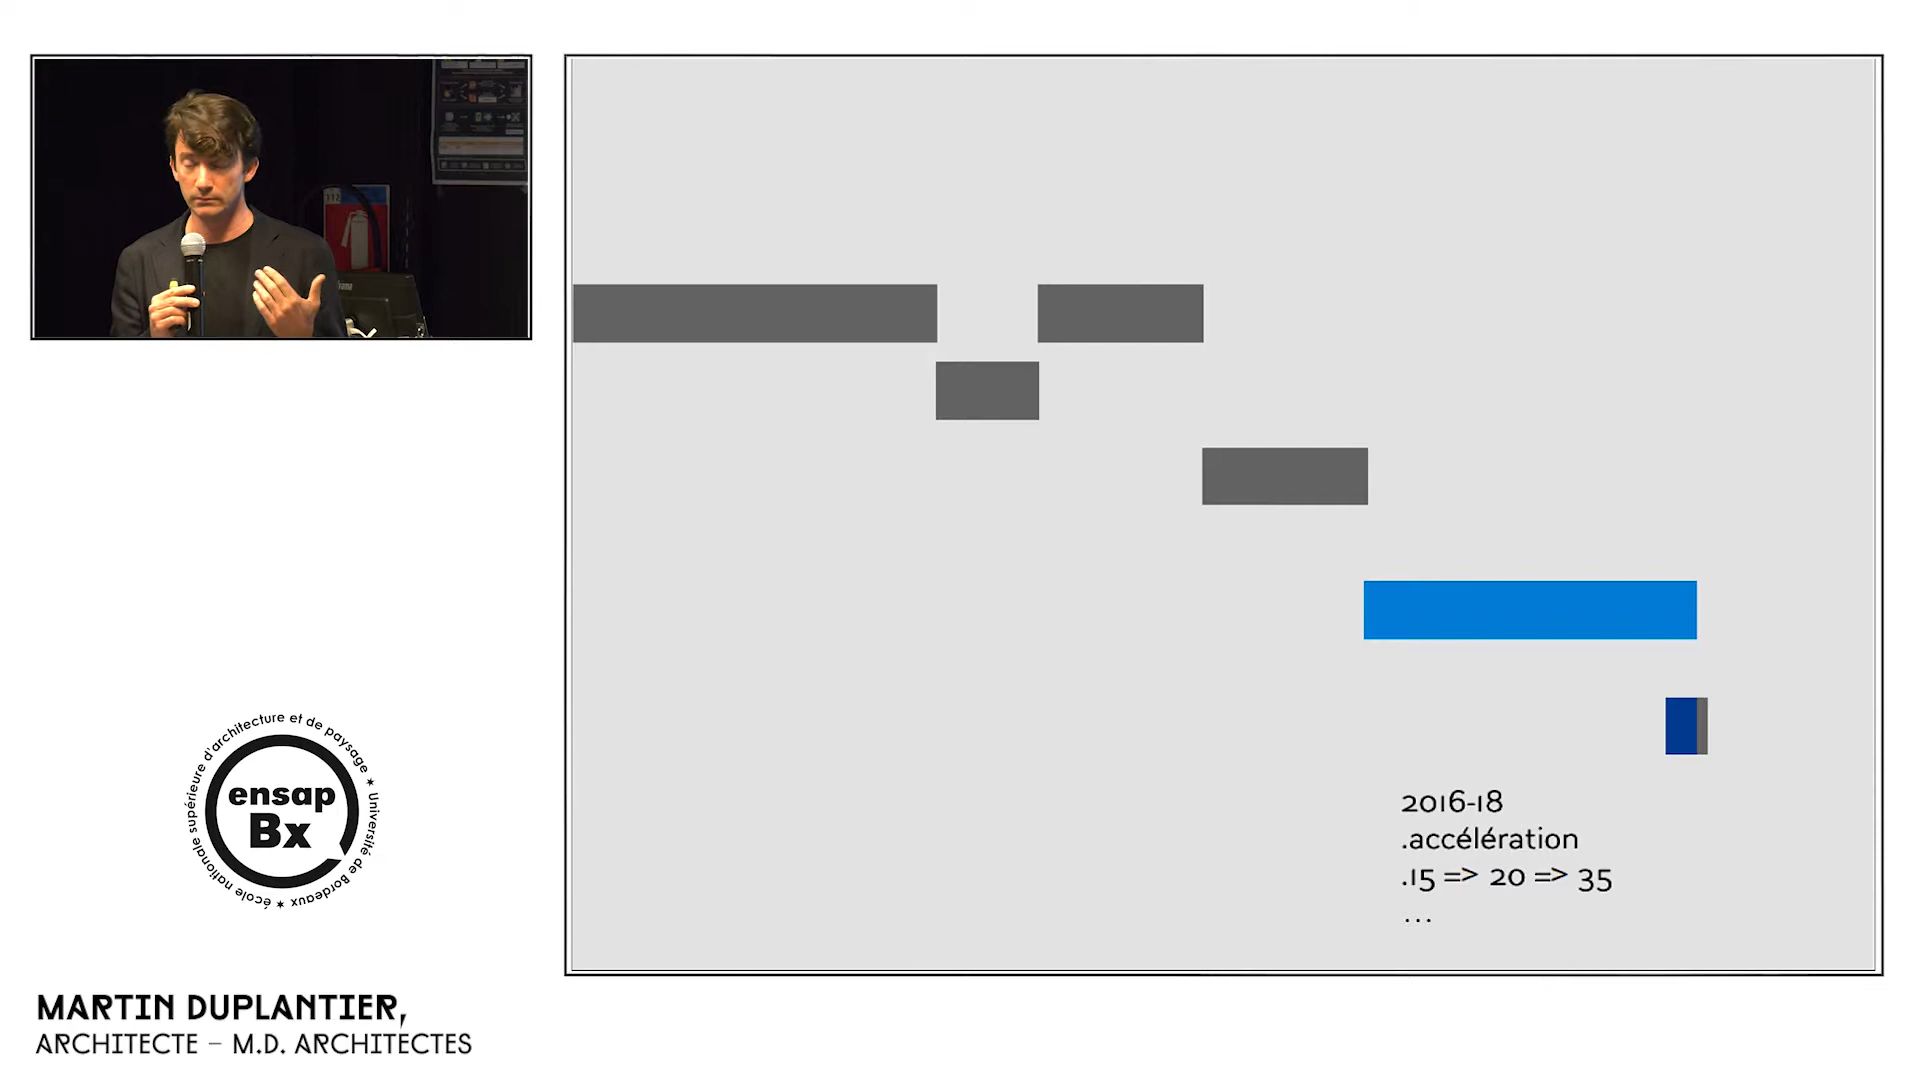 112
école nationale supérieure d'architecture et de paysage ★ Université de Bordeaux ★
ensap
Bx
MARTIN DUPLANTIER,
ARCHITECTE – M.D. ARCHITECTES
2016-18
.accélération
.15 => 20 => 35
...